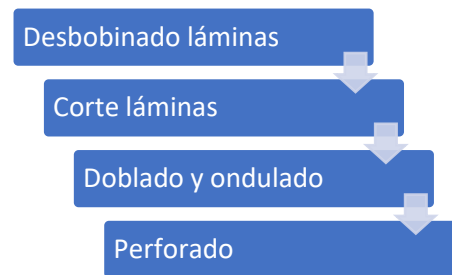 Desbobinado láminas
Corte láminas
Doblado y ondulado
Perforado